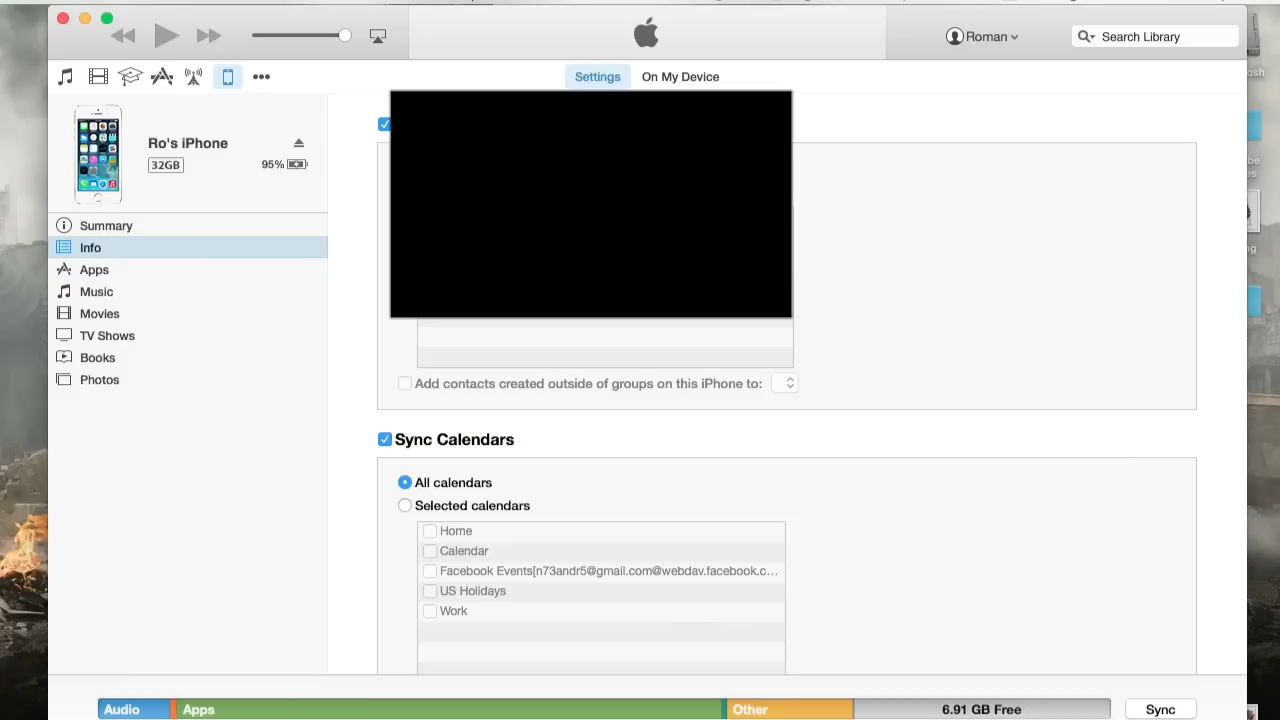 Roman
Search Library
Settings On My Device
Ro's iPhone
32GB
95%
Summary
Info
Apps
Music
Movies
TV Shows
Books
Photos
Add contacts created outside of groups on this iPhone to:
Sync Calendars
All calendars
Selected calendars
Home
Calendar
Facebook Events[n73andr5@gmail.com@webdav.facebook.c...
US Holidays
Work
Audio Apps Other 6.91 GB Free Sync